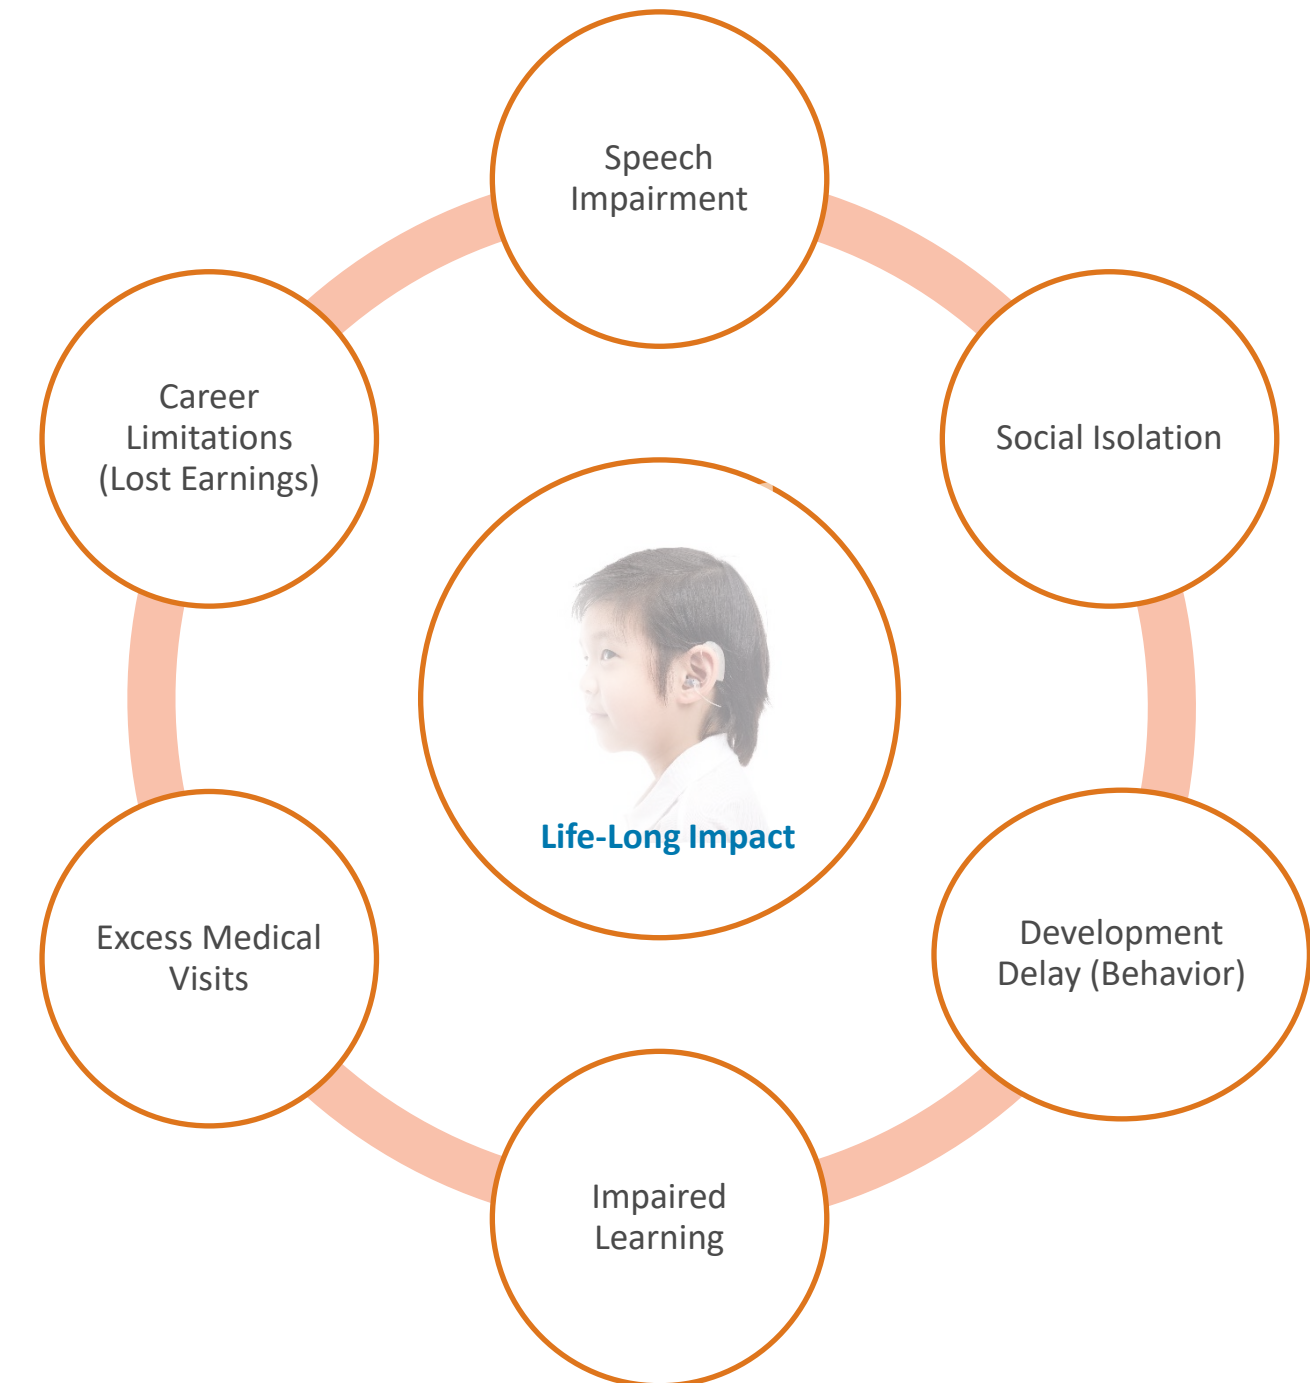 Speech
Impairment
Social Isolation
Development
Delay (Behavior)
Impaired
Learning
Excess Medical
Visits
Career
Limitations
(Lost Earnings)
Life-Long Impact